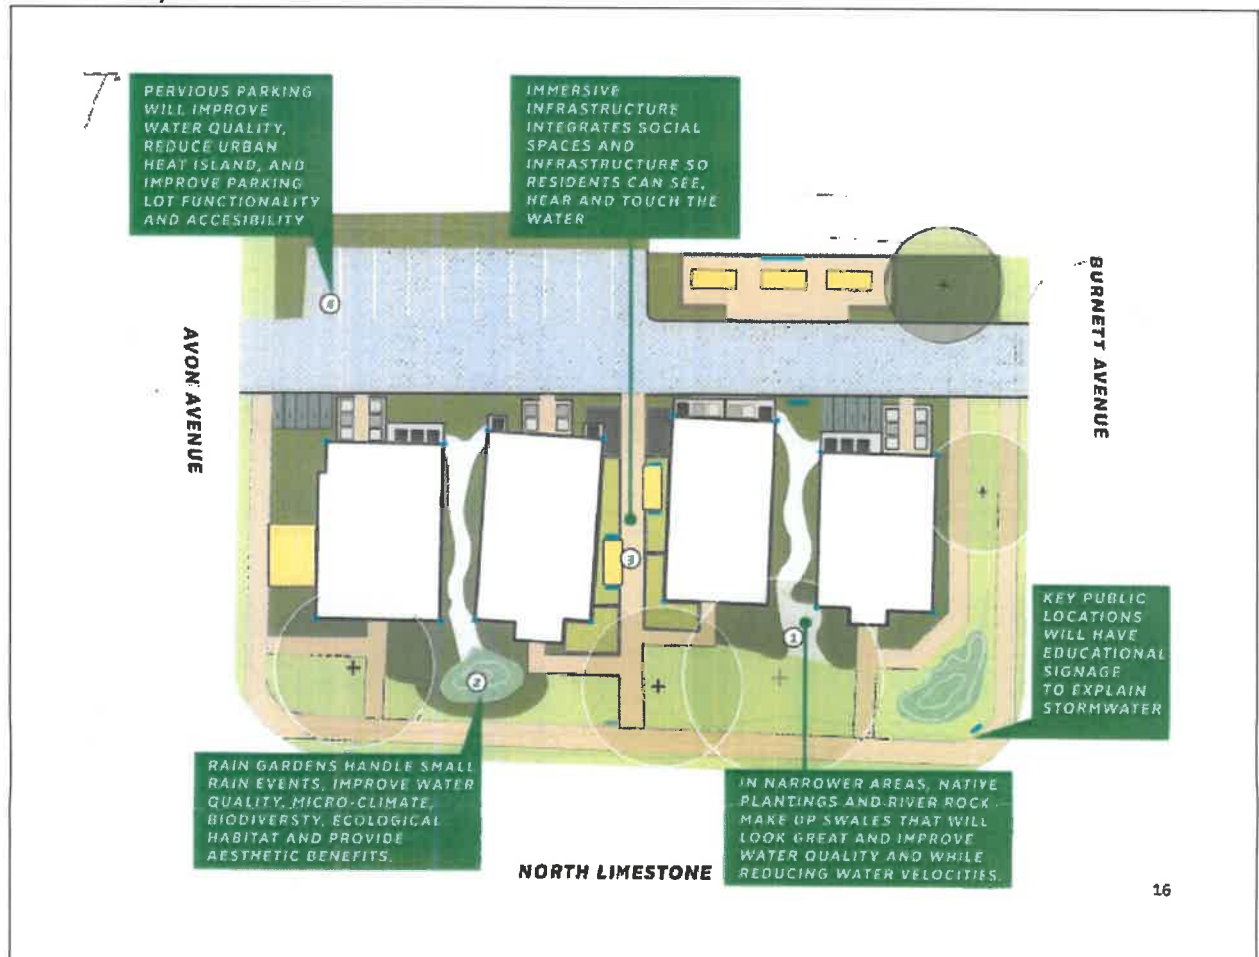 PERVIOUS PARKING
WILL IMPROVE
WATER QUALITY,
REDUCE URBAN
HEAT ISLAND, AND
IMPROVE PARKING
LOT FUNCTIONALITY
AND ACCESIBILITY
IMMERSIVE
INFRASTRUCTURE
INTEGRATES SOCIAL
SPACES AND
INFRASTRUCTURE SO
RESIDENTS CAN SEE,
HEAR AND TOUCH THE
WATER
BURNETT AVENUE
4
AVON AVENUE
3
1
2
KEY PUBLIC
LOCATIONS
WILL HAVE
EDUCATIONAL
SIGNAGE
TO EXPLAIN
STORMWATER
RAIN GARDENS HANDLE SMALL
RAIN EVENTS, IMPROVE WATER
QUALITY, MICRO-CLIMATE,
BIODIVERSTY, ECOLOGICAL
HABITAT AND PROVIDE
AESTHETIC BENEFITS.
IN NARROWER AREAS, NATIVE
PLANTINGS AND RIVER ROCK
MAKE UP SWALES THAT WILL
LOOK GREAT AND IMPROVE
WATER QUALITY AND WHILE
REDUCING WATER VELOCITIES.
NORTH LIMESTONE
16